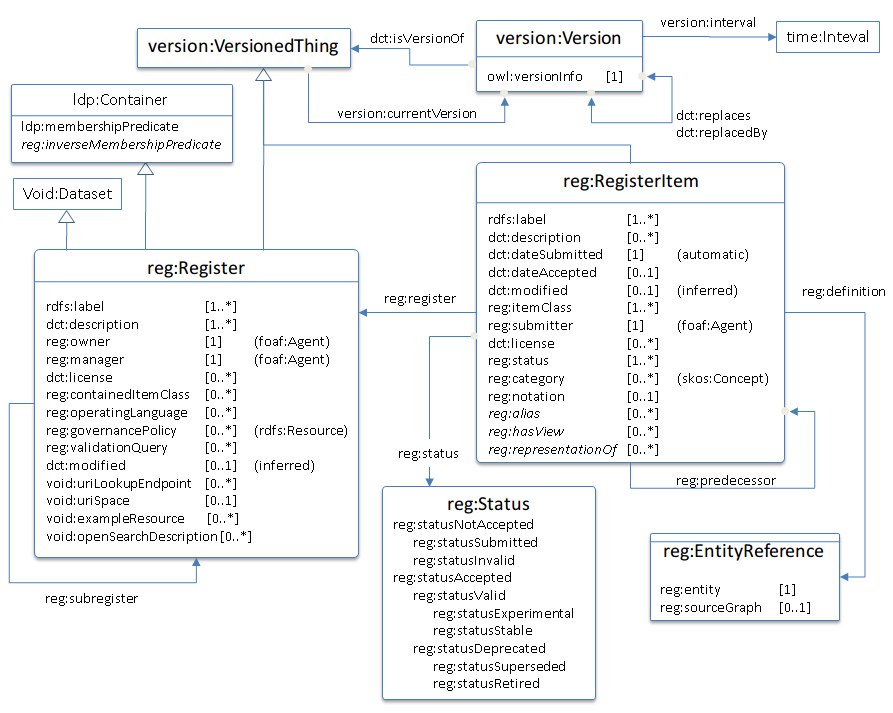 version:VersionedThing
dct:isVersionOf
version:Version
owl:versionInfo [1]
version:interval
time:Inteval
version:currentVersion
dct:replaces
dct:replacedBy
ldp:Container
ldp:membershipPredicate
reg:inverseMembershipPredicate
Void:Dataset
reg:Register
rdfs:label [1..*]
dct:description [1..*]
reg:owner [1] (foaf:Agent)
reg:manager [1] (foaf:Agent)
dct:license [0..*]
reg:containedItemClass [0..*]
reg:operatingLanguage [0..*]
reg:governancePolicy [0..*] (rdfs:Resource)
reg:validationQuery [0..*]
dct:modified [0..1] (inferred)
void:uriLookupEndpoint [0..*]
void:uriSpace [0..1]
void:exampleResource [0..*]
void:openSearchDescription [0..*]
reg:subregister
reg:register
reg:RegisterItem
rdfs:label [1..*]
dct:description [0..*]
dct:dateSubmitted [1] (automatic)
dct:dateAccepted [0..1]
dct:modified [0..1] (inferred)
reg:itemClass [1..*]
reg:submitter [1] (foaf:Agent)
dct:license [0..*]
reg:status [1..*]
reg:category [0..*] (skos:Concept)
reg:notation [0..1]
reg:alias [0..*]
reg:hasView [0..*]
reg:representationOf [0..*]
reg:definition
reg:predecessor
reg:status
reg:Status
reg:statusNotAccepted
reg:statusSubmitted
reg:statusInvalid
reg:statusAccepted
reg:statusValid
reg:statusExperimental
reg:statusStable
reg:statusDeprecated
reg:statusSuperseded
reg:statusRetired
reg:EntityReference
reg:entity [1]
reg:sourceGraph [0..1]